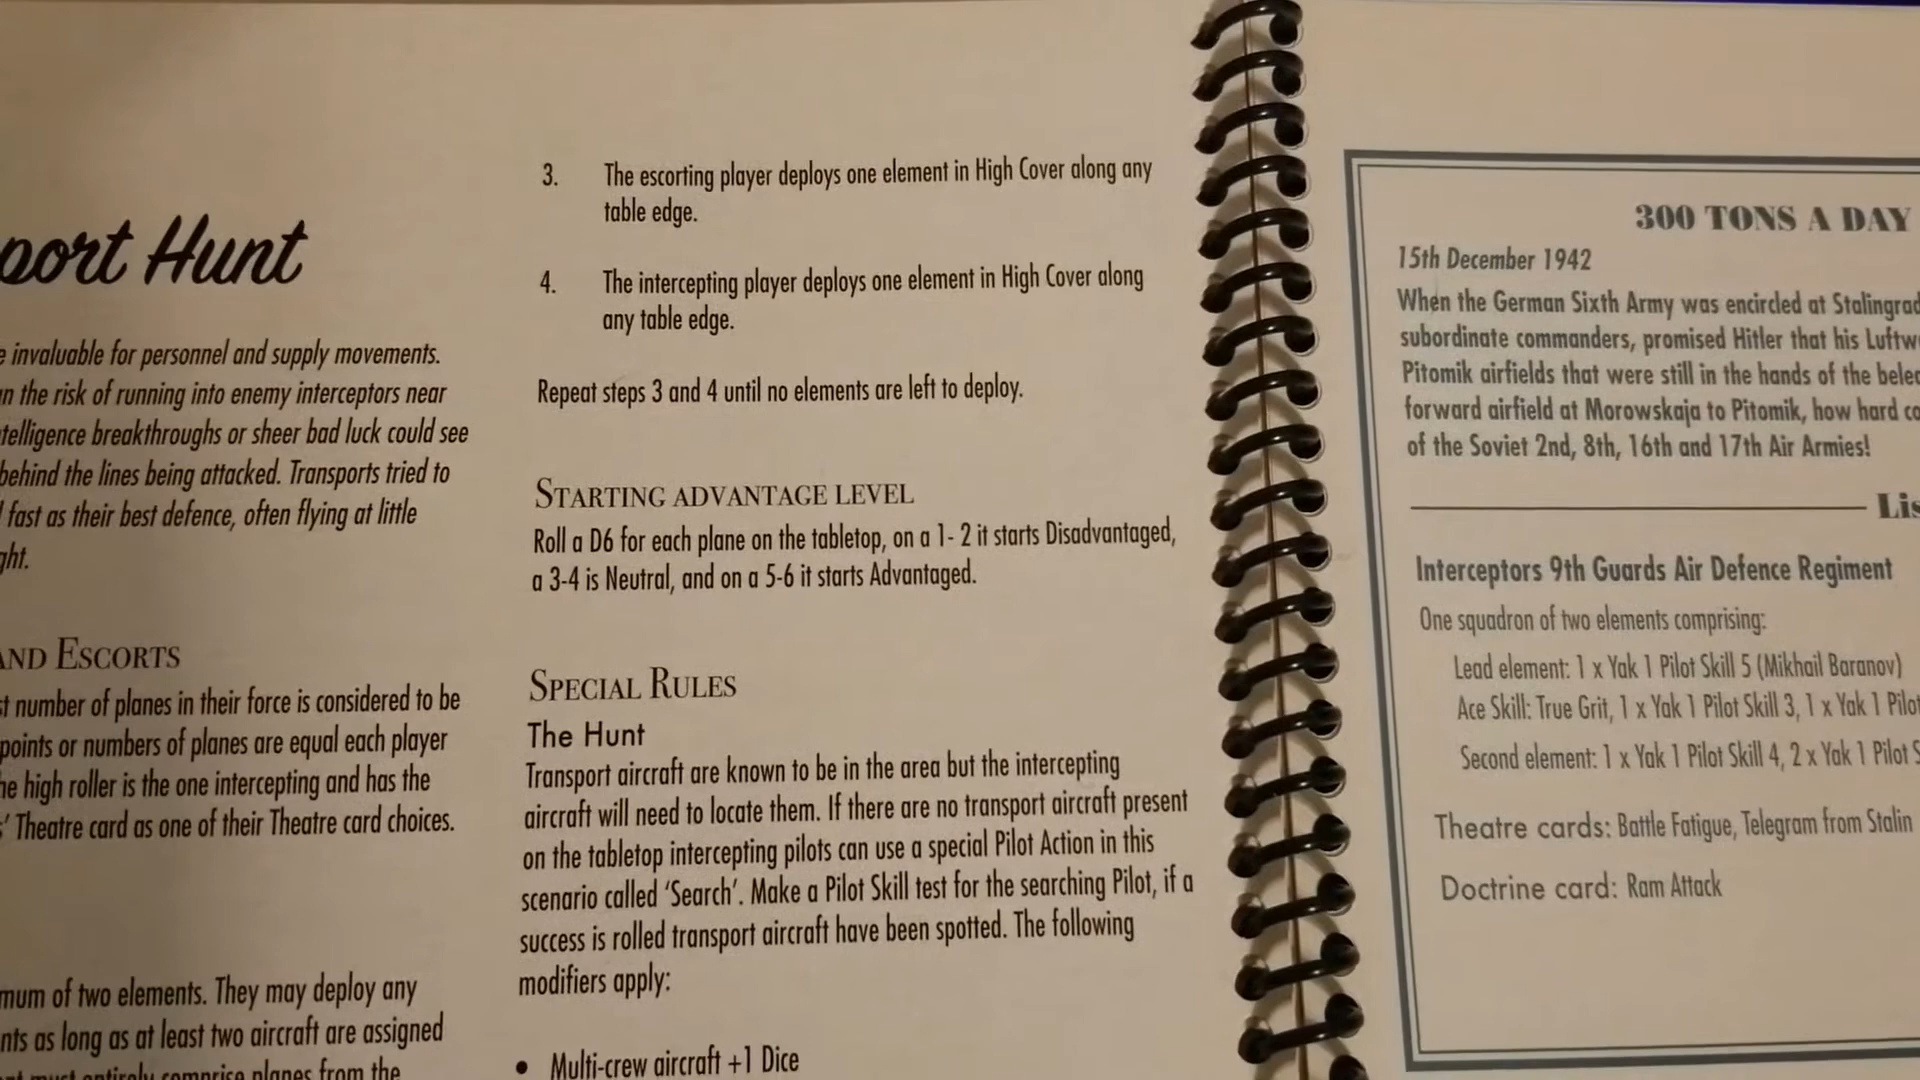 port Hunt
invaluable for personnel and supply movements.
the risk of running into enemy interceptors near
telligence breakthroughs or sheer bad luck could see
behind the lines being attacked. Transports tried to
fast as their best defence, often flying at little
ght.
AND ESCORTS
number of planes in their force is considered to be
points or numbers of planes are equal each player
high roller is the one intercepting and has the
Theatre card as one of their Theatre card choices.
mum of two elements. They may deploy any
nts as long as at least two aircraft are assigned
must entirely comprise planes from the
3. The escorting player deploys one element in High Cover along any
table edge.
4. The intercepting player deploys one element in High Cover along
any table edge.
Repeat steps 3 and 4 until no elements are left to deploy.
STARTING ADVANTAGE LEVEL
Roll a D6 for each plane on the tabletop, on a 1- 2 it starts Disadvantaged,
a 3-4 is Neutral, and on a 5-6 it starts Advantaged.
SPECIAL RULES
The Hunt
Transport aircraft are known to be in the area but the intercepting
aircraft will need to locate them. If there are no transport aircraft present
on the tabletop intercepting pilots can use a special Pilot Action in this
scenario called ‘Search’. Make a Pilot Skill test for the searching Pilot, if a
success is rolled transport aircraft have been spotted. The following
modifiers apply:
• Multi-crew aircraft +1 Dice
300 TONS A DAY
15th December 1942
When the German Sixth Army was encircled at Stalingrad
subordinate commanders, promised Hitler that his Luftw
Pitomik airfields that were still in the hands of the belea
forward airfield at Morowskaja to Pitomik, how hard co
of the Soviet 2nd, 8th, 16th and 17th Air Armies!
Lis
Interceptors 9th Guards Air Defence Regiment
One squadron of two elements comprising:
Lead element: 1 x Yak 1 Pilot Skill 5 (Mikhail Baranov)
Ace Skill: True Grit, 1 x Yak 1 Pilot Skill 3, 1 x Yak 1 Pilot
Second element: 1 x Yak 1 Pilot Skill 4, 2 x Yak 1 Pilot S
Theatre cards: Battle Fatigue, Telegram from Stalin
Doctrine card: Ram Attack